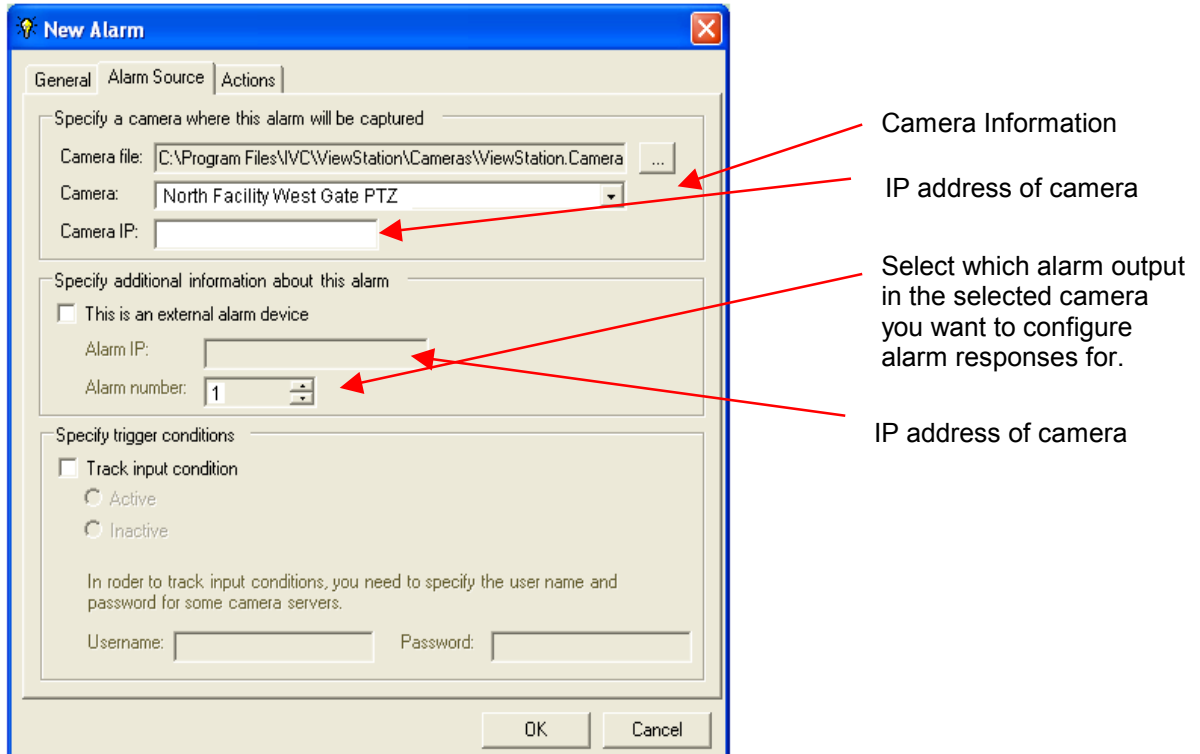 New Alarm
General Alarm Source Actions
Specify a camera where this alarm will be captured
Camera file: C:\Program Files\IVC\ViewStation\Cameras\ViewStation.Camera ...
Camera: North Facility West Gate PTZ
Camera IP:
Specify additional information about this alarm
This is an external alarm device
Alarm IP:
Alarm number: 1
Specify trigger conditions
Track input condition
Active
Inactive
In roder to track input conditions, you need to specify the user name and
password for some camera servers.
Username: Password:
OK Cancel
Camera Information
IP address of camera
Select which alarm output
in the selected camera
you want to configure
alarm responses for.
IP address of camera